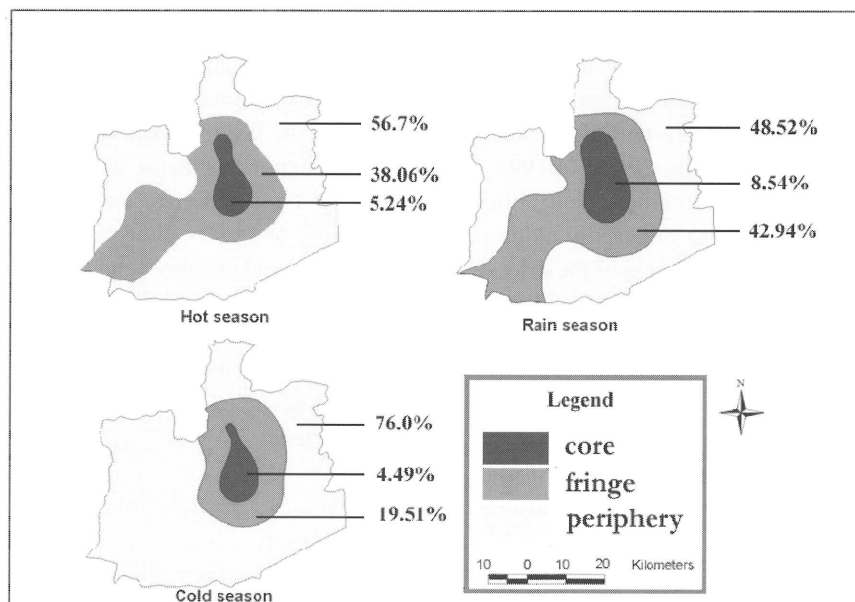 56.7%
38.06%
5.24%
Hot season
48.52%
8.54%
42.94%
Rain season
76.0%
4.49%
19.51%
Cold season
Legend
core
fringe
periphery
10 0 10 20 Kilometers
N